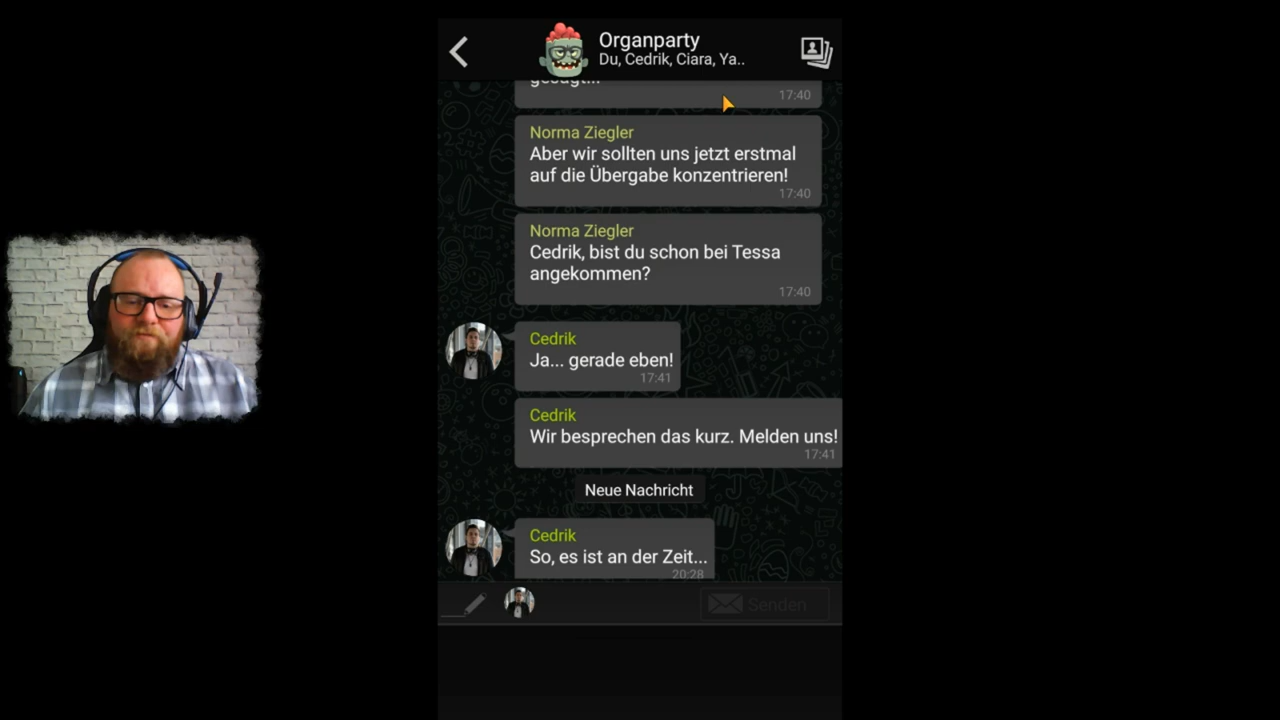 Organparty
Du, Cedrik, Ciara, Ya..
gesagt...
17:40
Norma Ziegler
Aber wir sollten uns jetzt erstmal
auf die Übergabe konzentrieren!
17:40
Norma Ziegler
Cedrik, bist du schon bei Tessa
angekommen?
17:40
Cedrik
Ja... gerade eben!
17:41
Cedrik
Wir besprechen das kurz. Melden uns!
17:41
Neue Nachricht
Cedrik
So, es ist an der Zeit...
20:28
Senden